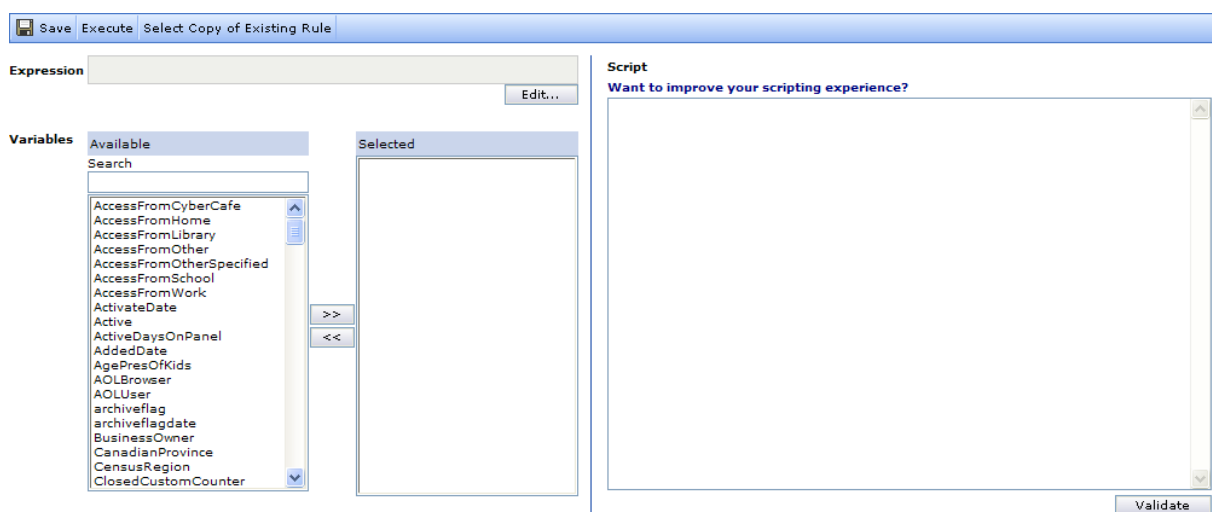 Save Execute Select Copy of Existing Rule
Expression
Edit...
Variables
Available
Search
AccessFromCyberCafe
AccessFromHome
AccessFromLibrary
AccessFromOther
AccessFromOtherSpecified
AccessFromSchool
AccessFromWork
ActivateDate
Active
ActiveDaysOnPanel
AddedDate
AgePresOfKids
AOLBrowser
AOLUser
archiveflag
archiveflagdate
BusinessOwner
CanadianProvince
CensusRegion
ClosedCustomCounter
>>
<<
Selected
Script
Want to improve your scripting experience?
Validate